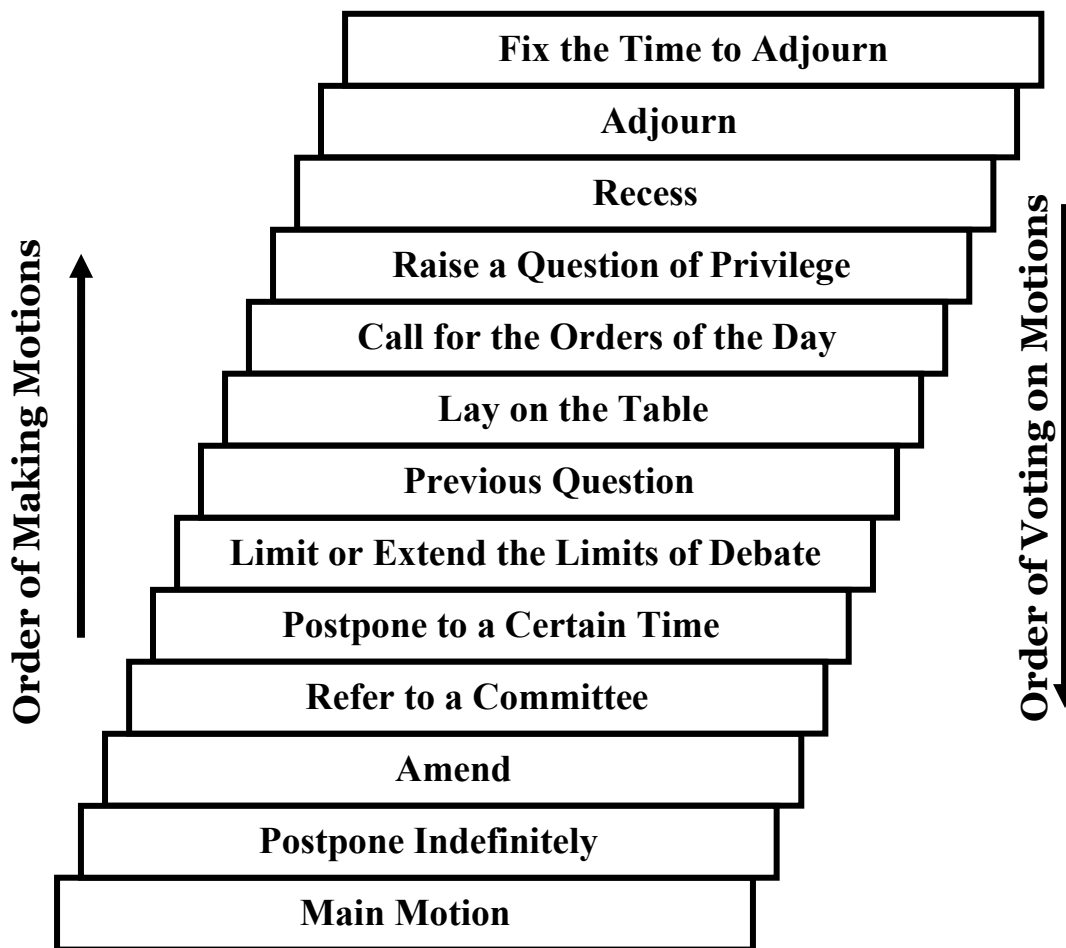 Fix the Time to Adjourn
Adjourn
Recess
Raise a Question of Privilege
Call for the Orders of the Day
Lay on the Table
Previous Question
Limit or Extend the Limits of Debate
Postpone to a Certain Time
Refer to a Committee
Amend
Postpone Indefinitely
Main Motion
Order of Making Motions
Order of Voting on Motions